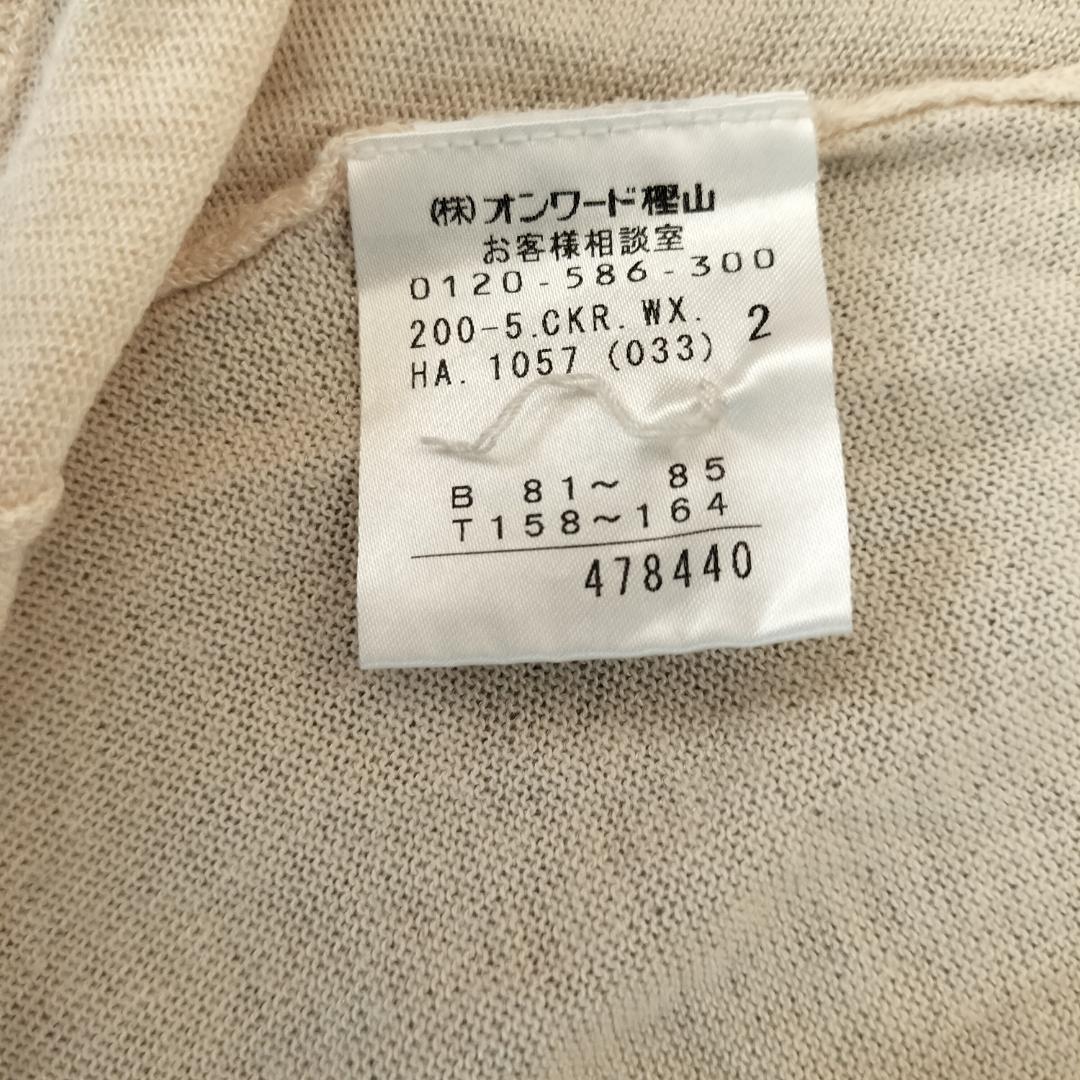 (株)オンワード樫山
お客様相談室
0120-586-300
200-5.CKR.WX. 2
HA.1057(033)
B 81～ 85
T158～164
478440